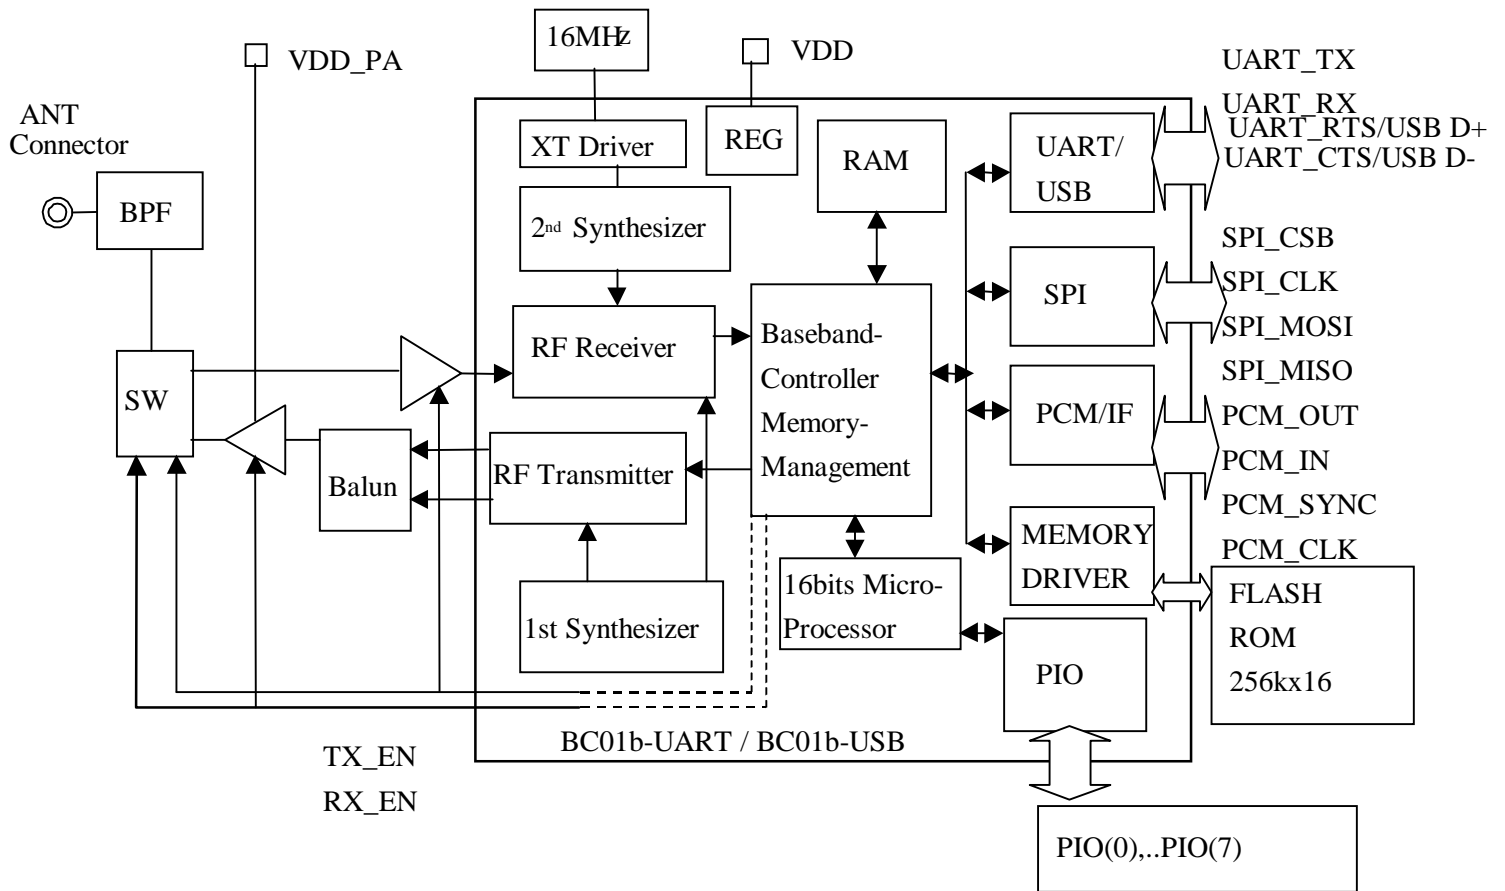 16MHz
VDD_PA
VDD
UART_TX
UART_RX
UART_RTS/USB D+
UART_CTS/USB D-
ANT
Connector
XT Driver
REG
RAM
UART/
USB
BPF
2nd Synthesizer
SPI_CSB
SPI_CLK
SPI_MOSI
SPI_MISO
SPI
RF Receiver
Baseband-
Controller
Memory-
Management
SW
PCM/IF
PCM_OUT
PCM_IN
PCM_SYNC
PCM_CLK
Balun
RF Transmitter
MEMORY
DRIVER
16bits Micro-
Processor
1st Synthesizer
FLASH
ROM
256kx16
PIO
BC01b-UART / BC01b-USB
TX_EN
RX_EN
PIO(0),..PIO(7)